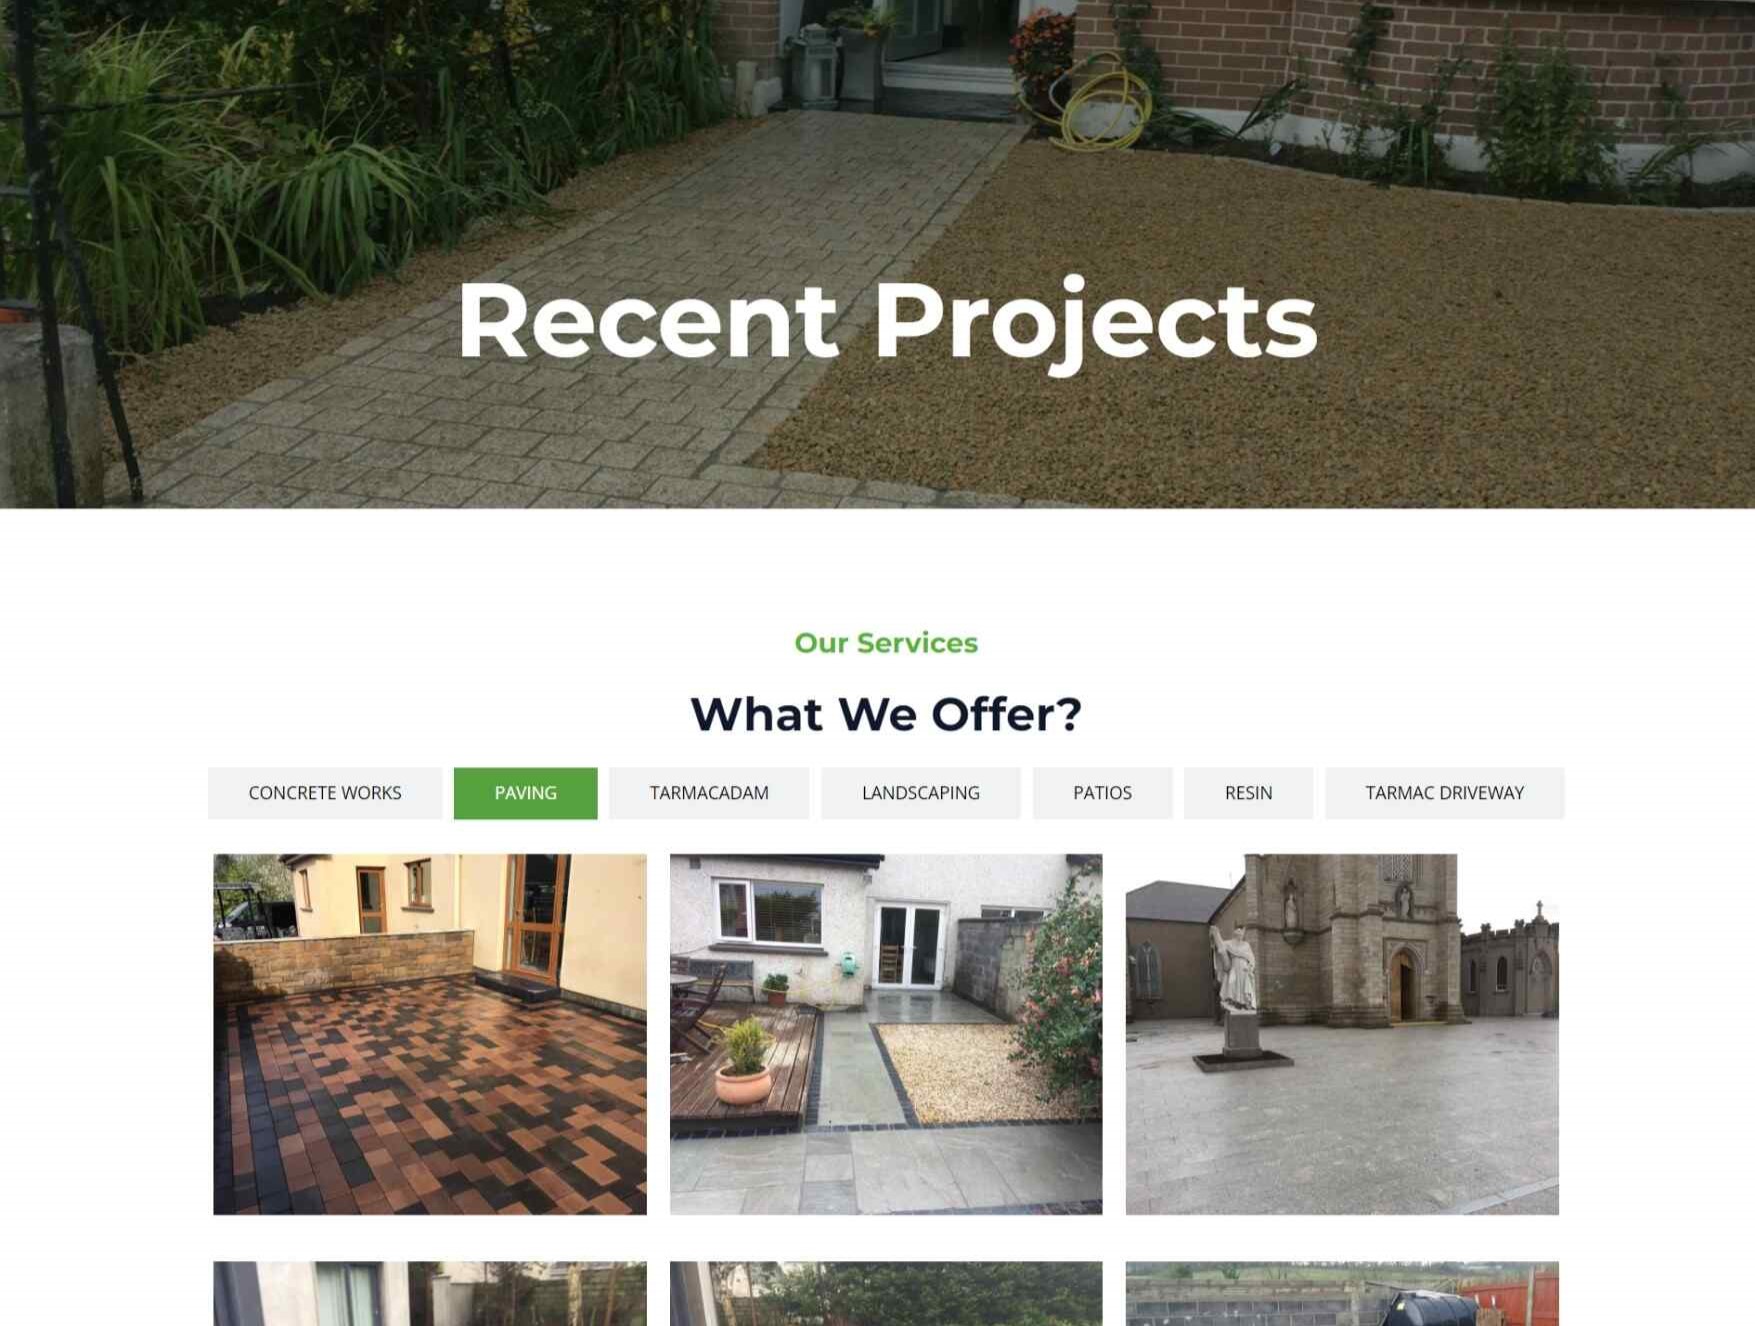 Recent Projects
Our Services
What We Offer?
CONCRETE WORKS
PAVING
TARMACADAM
LANDSCAPING
PATIOS
RESIN
TARMAC DRIVEWAY